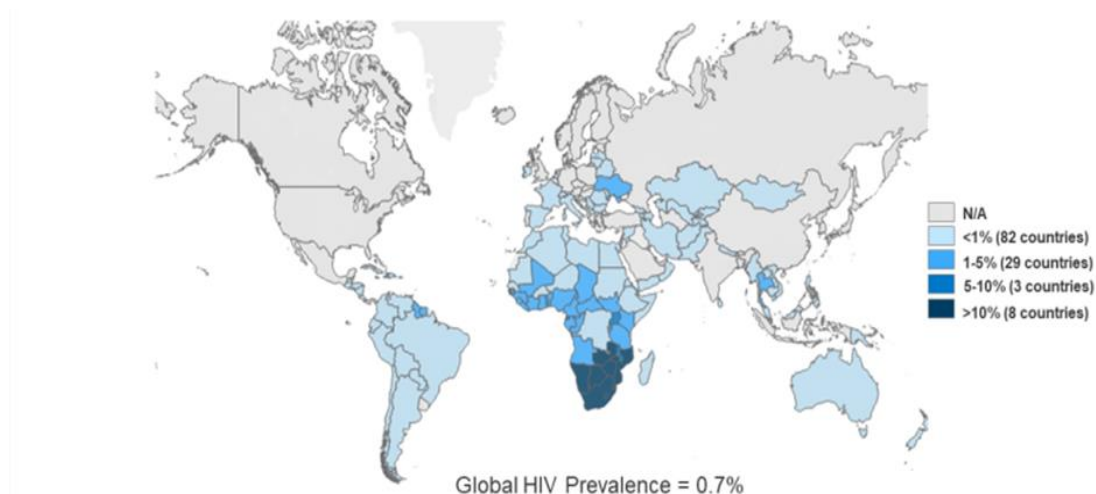 N/A
<1% (82 countries)
1-5% (29 countries)
5-10% (3 countries)
>10% (8 countries)
Global HIV Prevalence = 0.7%